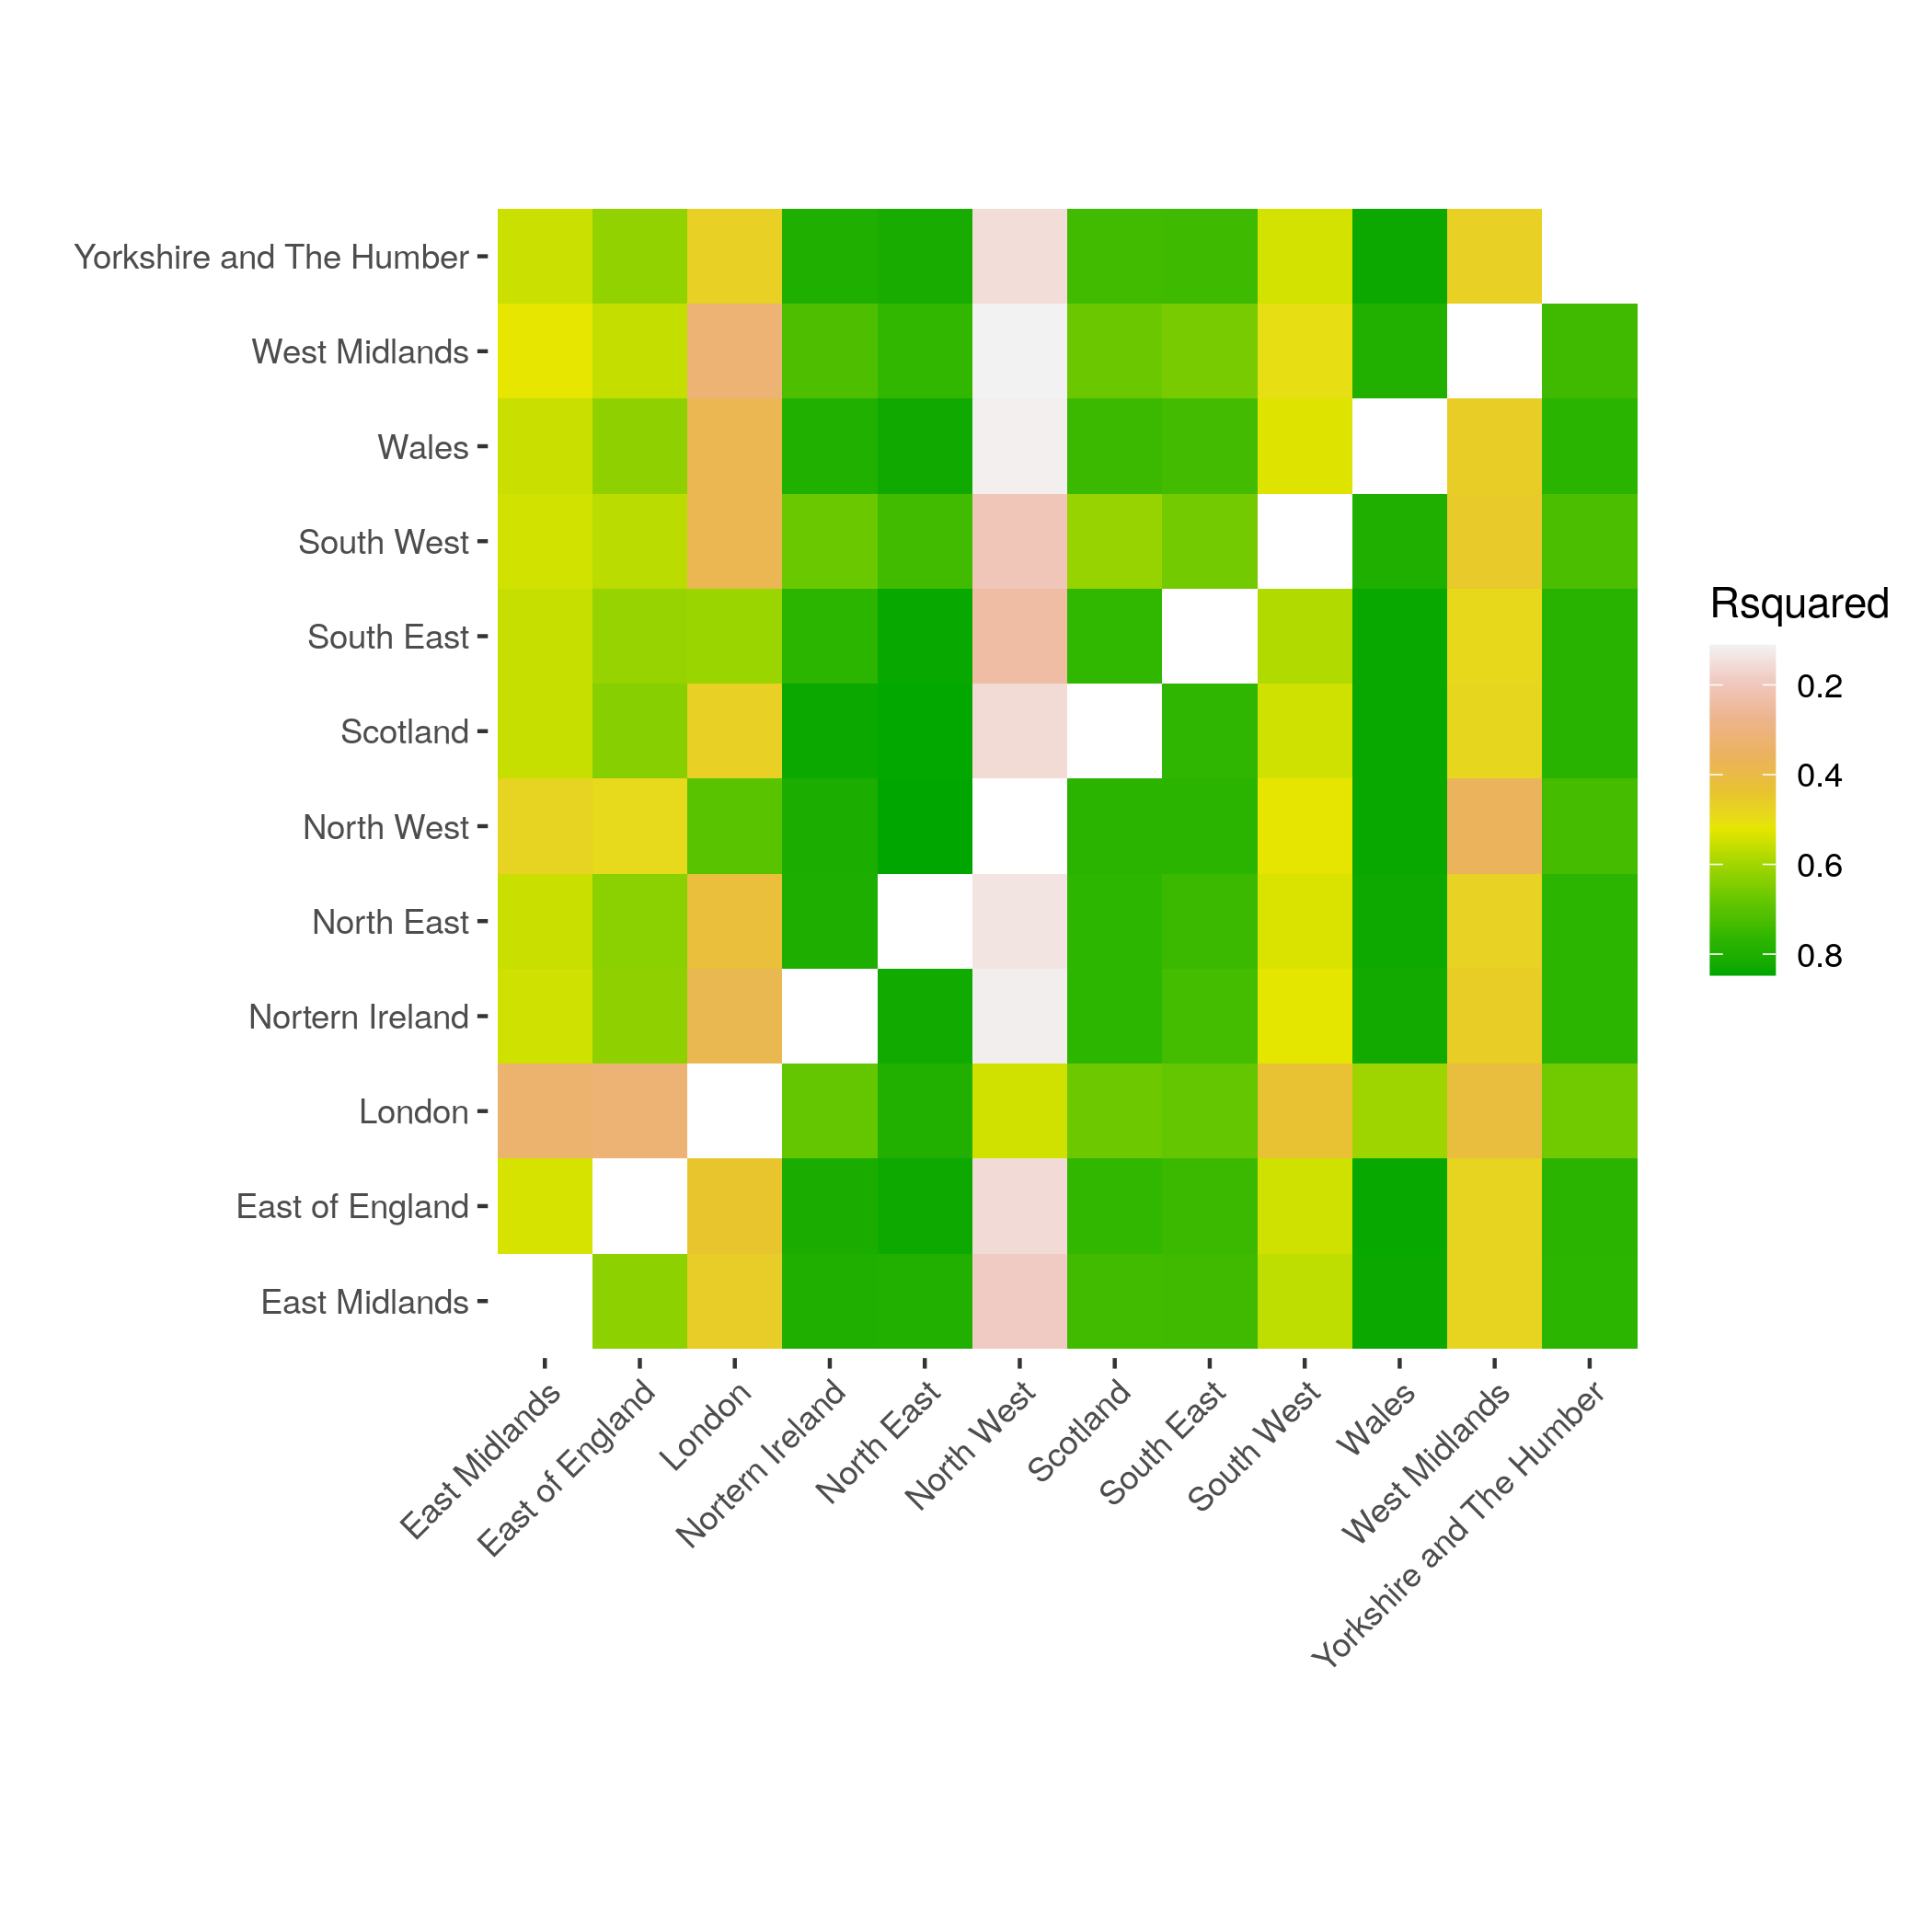 Yorkshire and The Humber
West Midlands
Wales
South West
South East
Scotland
North West
North East
Nortern Ireland
London
East of England
East Midlands
East Midlands
East of England
London
Nortern Ireland
North East
North West
Scotland
South East
South West
Wales
West Midlands
Yorkshire and The Humber
Rsquared
0.2
0.4
0.6
0.8